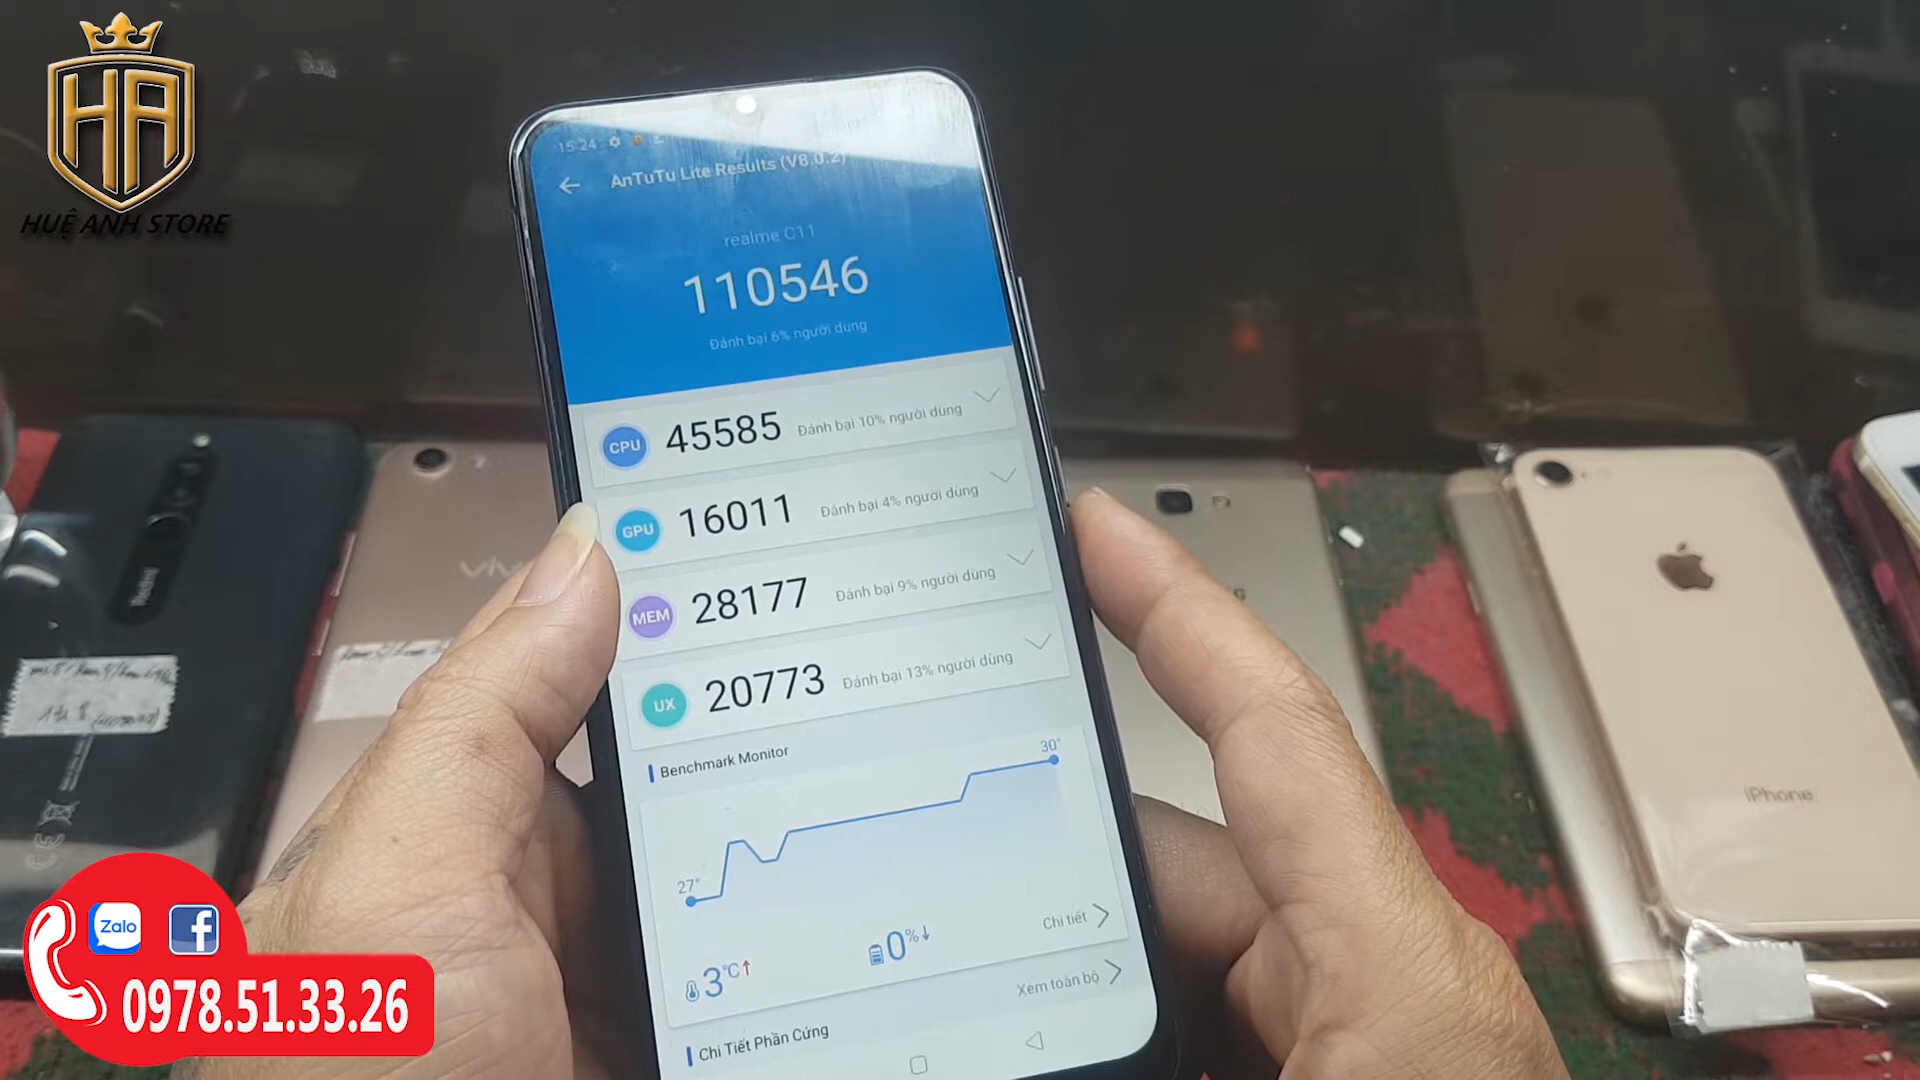 HA
HUỆ ANH STORE
15:24
AnTuTu Lite Results (V8.0.2)
realme C11
110546
Đánh bại 6% người dùng
CPU 45585 Đánh bại 10% người dùng
GPU 16011 Đánh bại 4% người dùng
MEM 28177 Đánh bại 9% người dùng
UX 20773 Đánh bại 13% người dùng
Benchmark Monitor
30°
27°
3°C↑
0%↓
Chi tiết
Xem toàn bộ
Chi Tiết Phần Cứng
Redmi
viv
iPhone
Zalo
f
0978.51.33.26